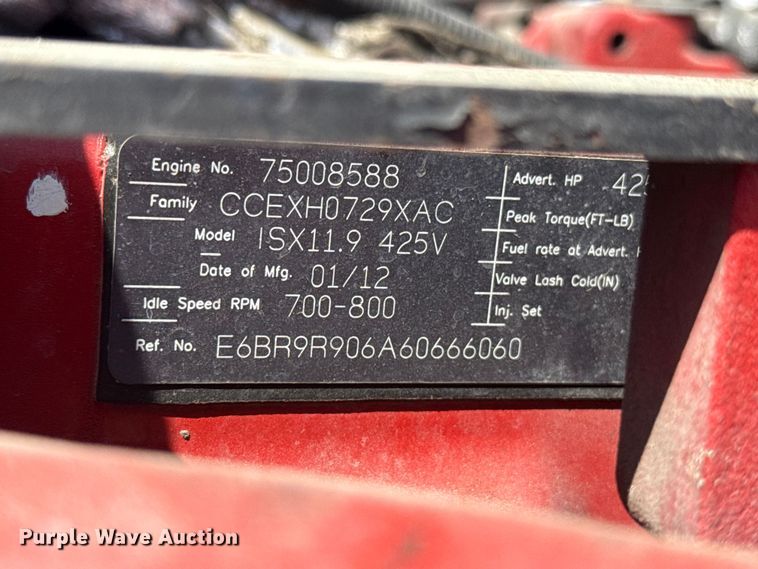 Engine No. 75008588
Family CCEXH0729XAC
Model ISX11.9 425V
Date of Mfg. 01/12
Idle Speed RPM 700-800
Ref. No. E6BR9R906A60666060
Advert. HP
Peak Torque(FT-LB)
Fuel rate at Advert.
Valve Lash Cold(IN)
Inj. Set
Purple Wave Auction